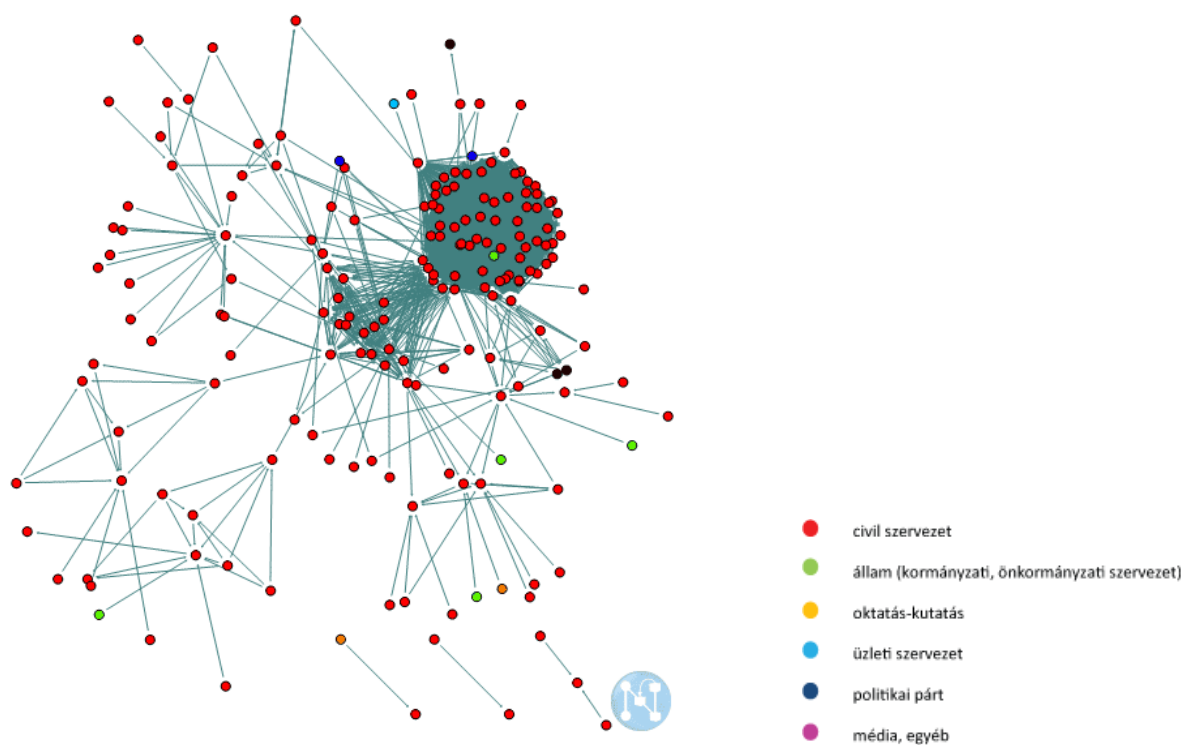 civil szervezet
állam (kormányzati, önkormányzati szervezet)
oktatás-kutatás
üzleti szervezet
politikai párt
média, egyéb